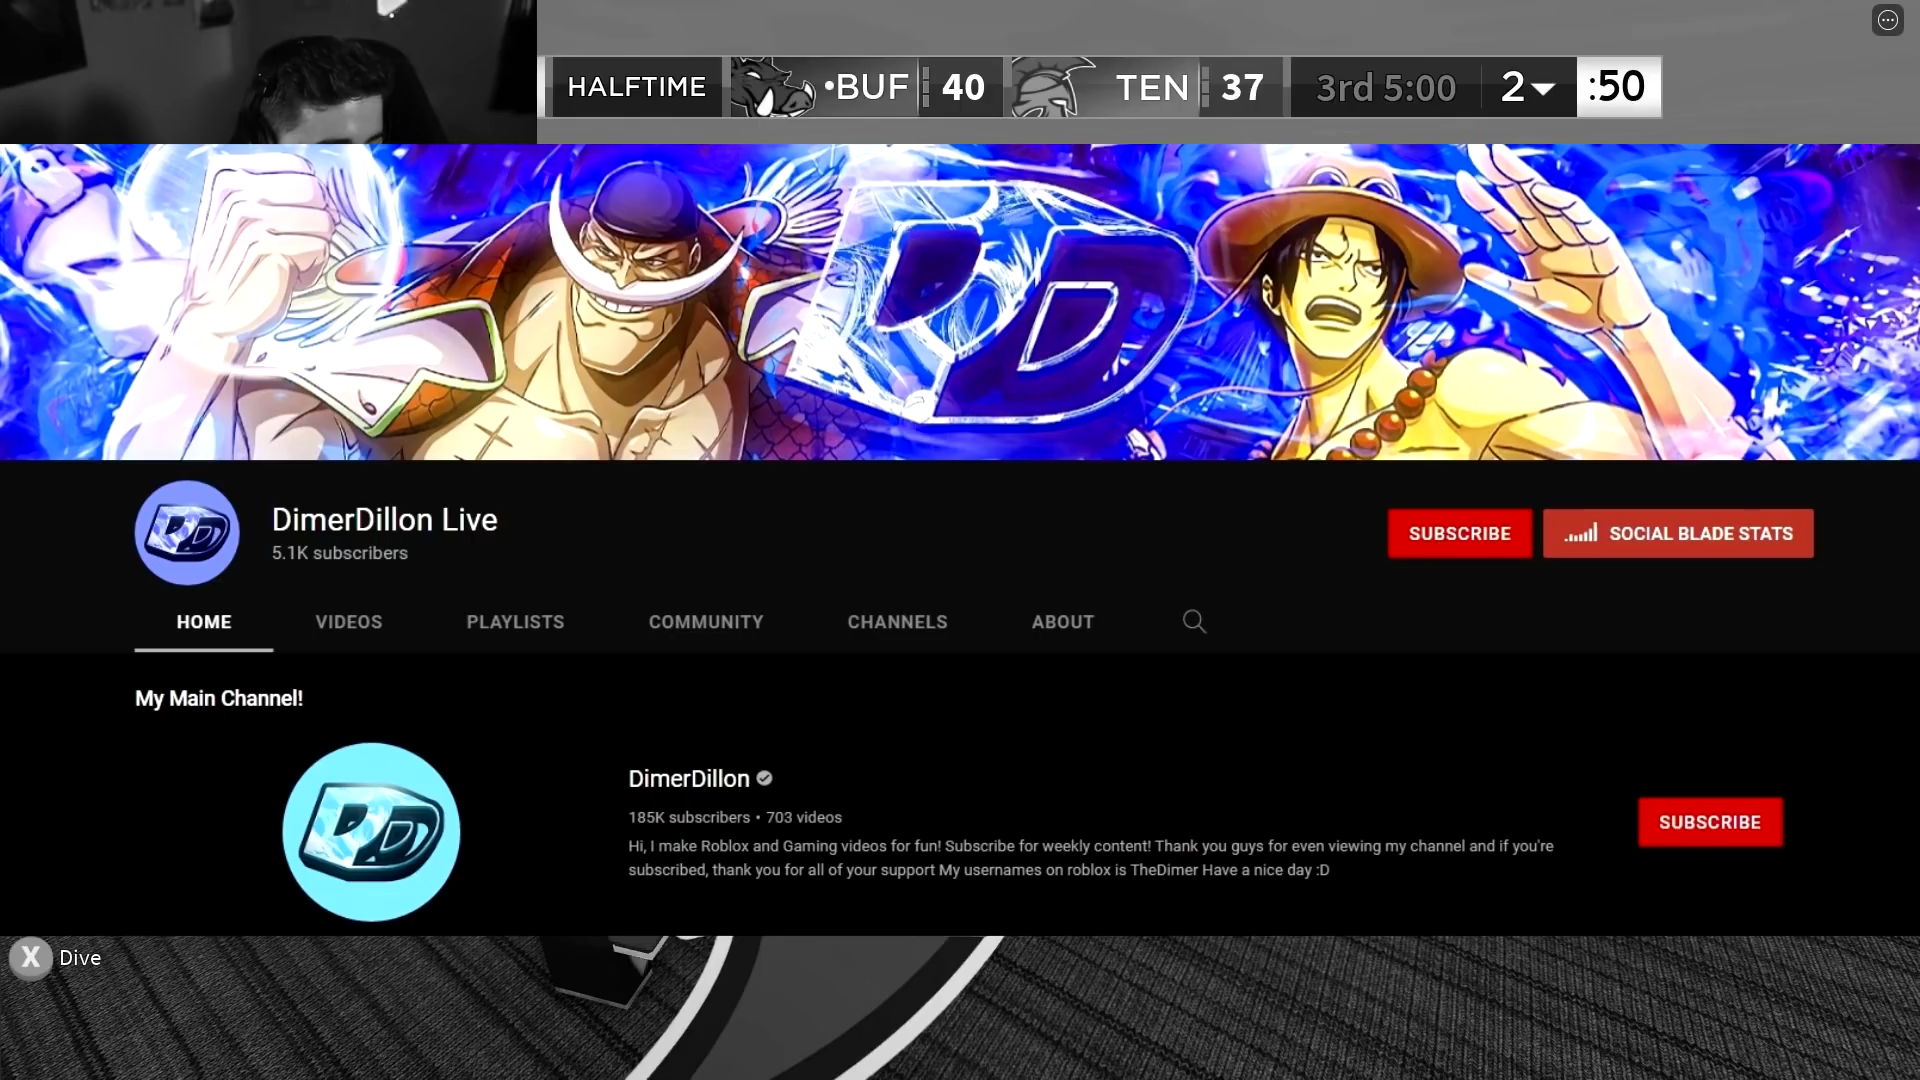 HALFTIME •BUF 40 TEN 37 3rd 5:00 2 :50
DimerDillon Live
5.1K subscribers
SUBSCRIBE
SOCIAL BLADE STATS
HOME VIDEOS PLAYLISTS COMMUNITY CHANNELS ABOUT
My Main Channel!
DimerDillon
185K subscribers • 703 videos
Hi, I make Roblox and Gaming videos for fun! Subscribe for weekly content! Thank you guys for even viewing my channel and if you're
subscribed, thank you for all of your support My usernames on roblox is TheDimer Have a nice day :D
SUBSCRIBE
X Dive